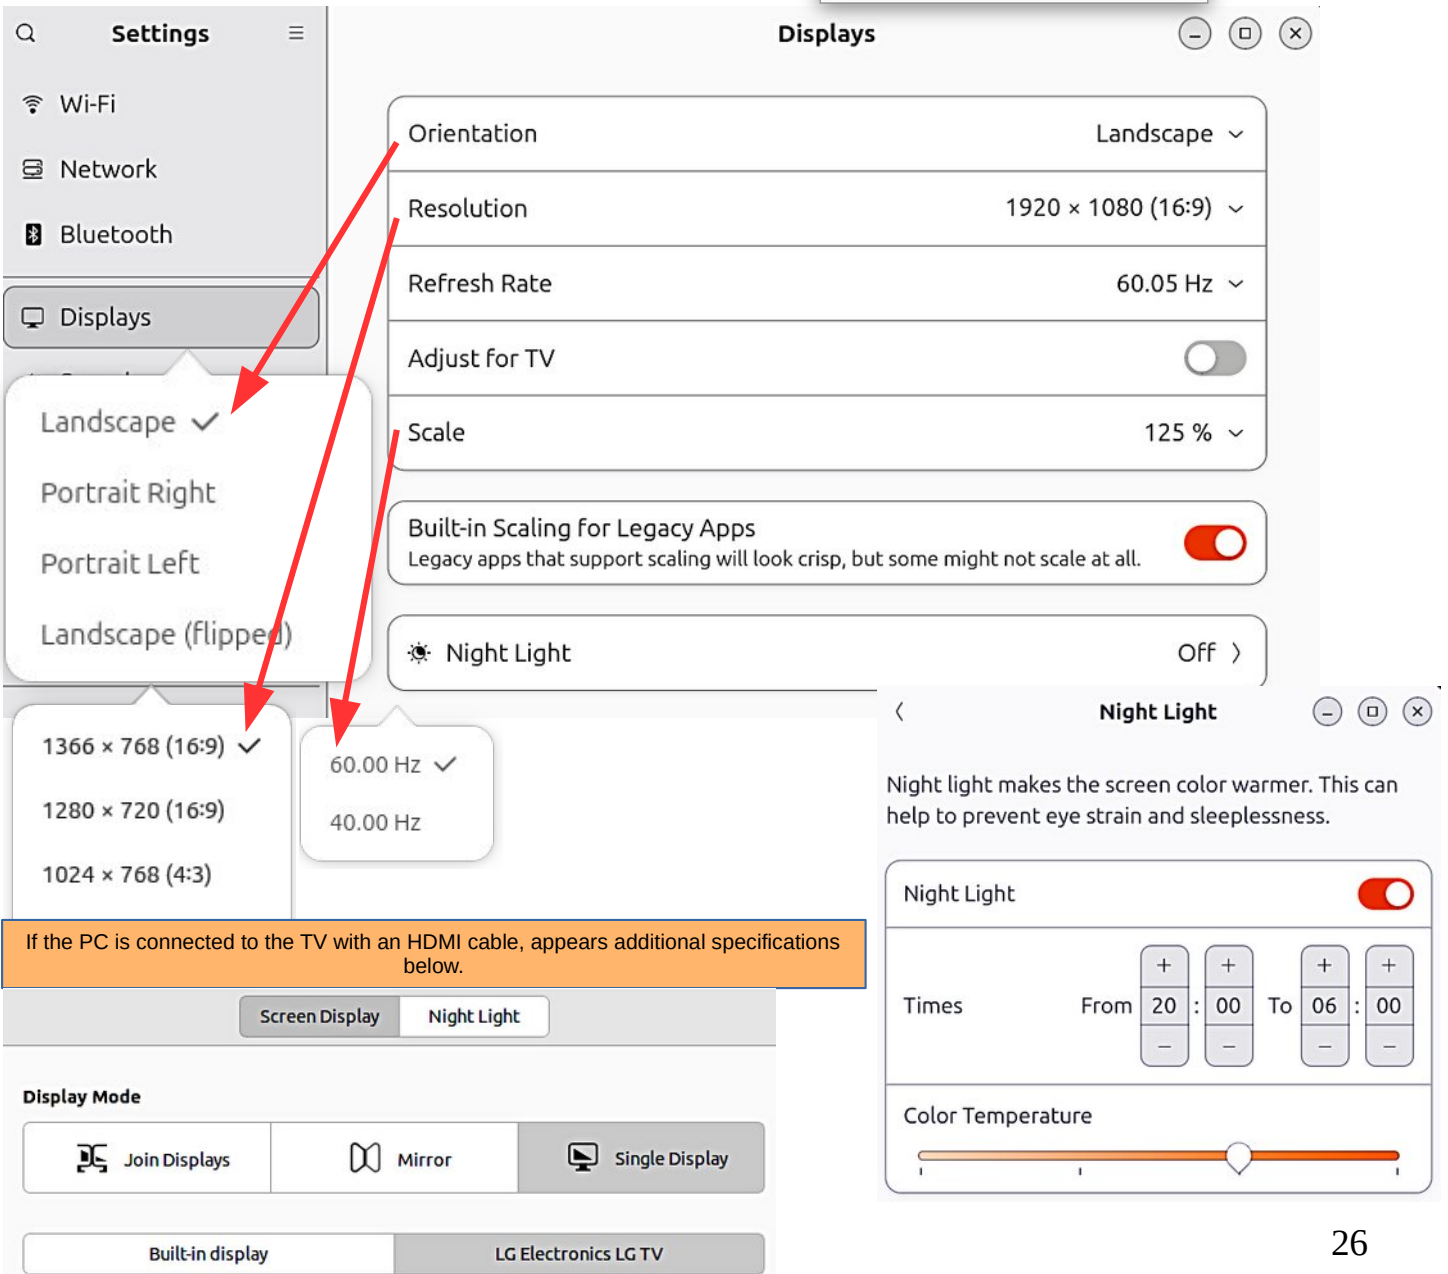 Settings
Displays
Wi-Fi
Network
Bluetooth
Displays
Orientation
Landscape
Resolution
1920 × 1080 (16:9)
Refresh Rate
60.05 Hz
Adjust for TV
Scale
125 %
Built-in Scaling for Legacy Apps
Legacy apps that support scaling will look crisp, but some might not scale at all.
Night Light
Off
Landscape
Portrait Right
Portrait Left
Landscape (flipped)
1366 × 768 (16:9)
1280 × 720 (16:9)
1024 × 768 (4:3)
60.00 Hz
40.00 Hz
If the PC is connected to the TV with an HDMI cable, appears additional specifications
below.
Screen Display
Night Light
Display Mode
Join Displays
Mirror
Single Display
Built-in display
LG Electronics LG TV
Night Light
Night light makes the screen color warmer. This can
help to prevent eye strain and sleeplessness.
Night Light
+ + + +
Times From 20 : 00 To 06 : 00
– – – –
Color Temperature
26